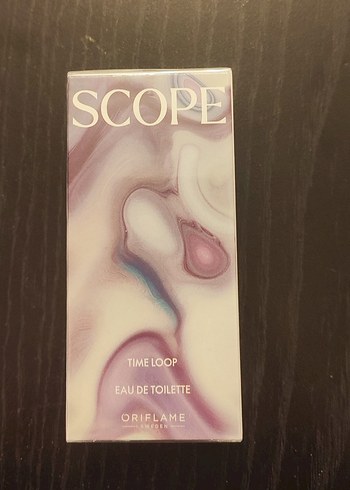 SCOPE
TIME LOOP
EAU DE TOILETTE
ORIFLAME
SWEDEN